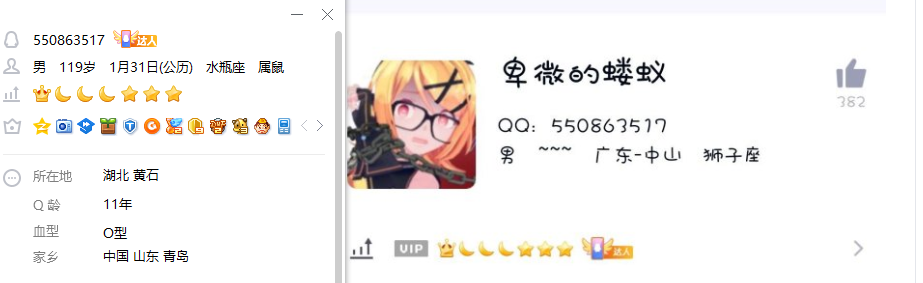 550863517 达人
男 119岁 1月31日(公历) 水瓶座 属鼠
所在地 湖北 黄石
Q 龄 11年
血型 O型
家乡 中国 山东 青岛
卑微的蝼蚁
382
QQ: 550863517
男 ~~~ 广东-中山 狮子座
VIP 达人